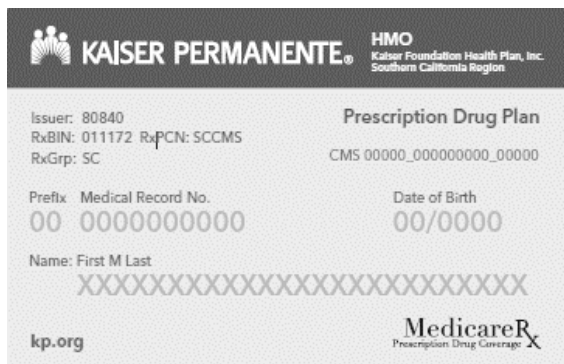 KAISER PERMANENTE®
HMO
Kaiser Foundation Health Plan, Inc.
Southern California Region
Issuer: 80840
RxBIN: 011172 RxPCN: SCCMS
RxGrp: SC
Prescription Drug Plan
CMS 00000_000000000_00000
Prefix Medical Record No.
00 0000000000
Date of Birth
00/0000
Name: First M Last
XXXXXXXXXXXXXXXXXXXXXXXXXX
kp.org
MedicareRx
Prescription Drug Coverage